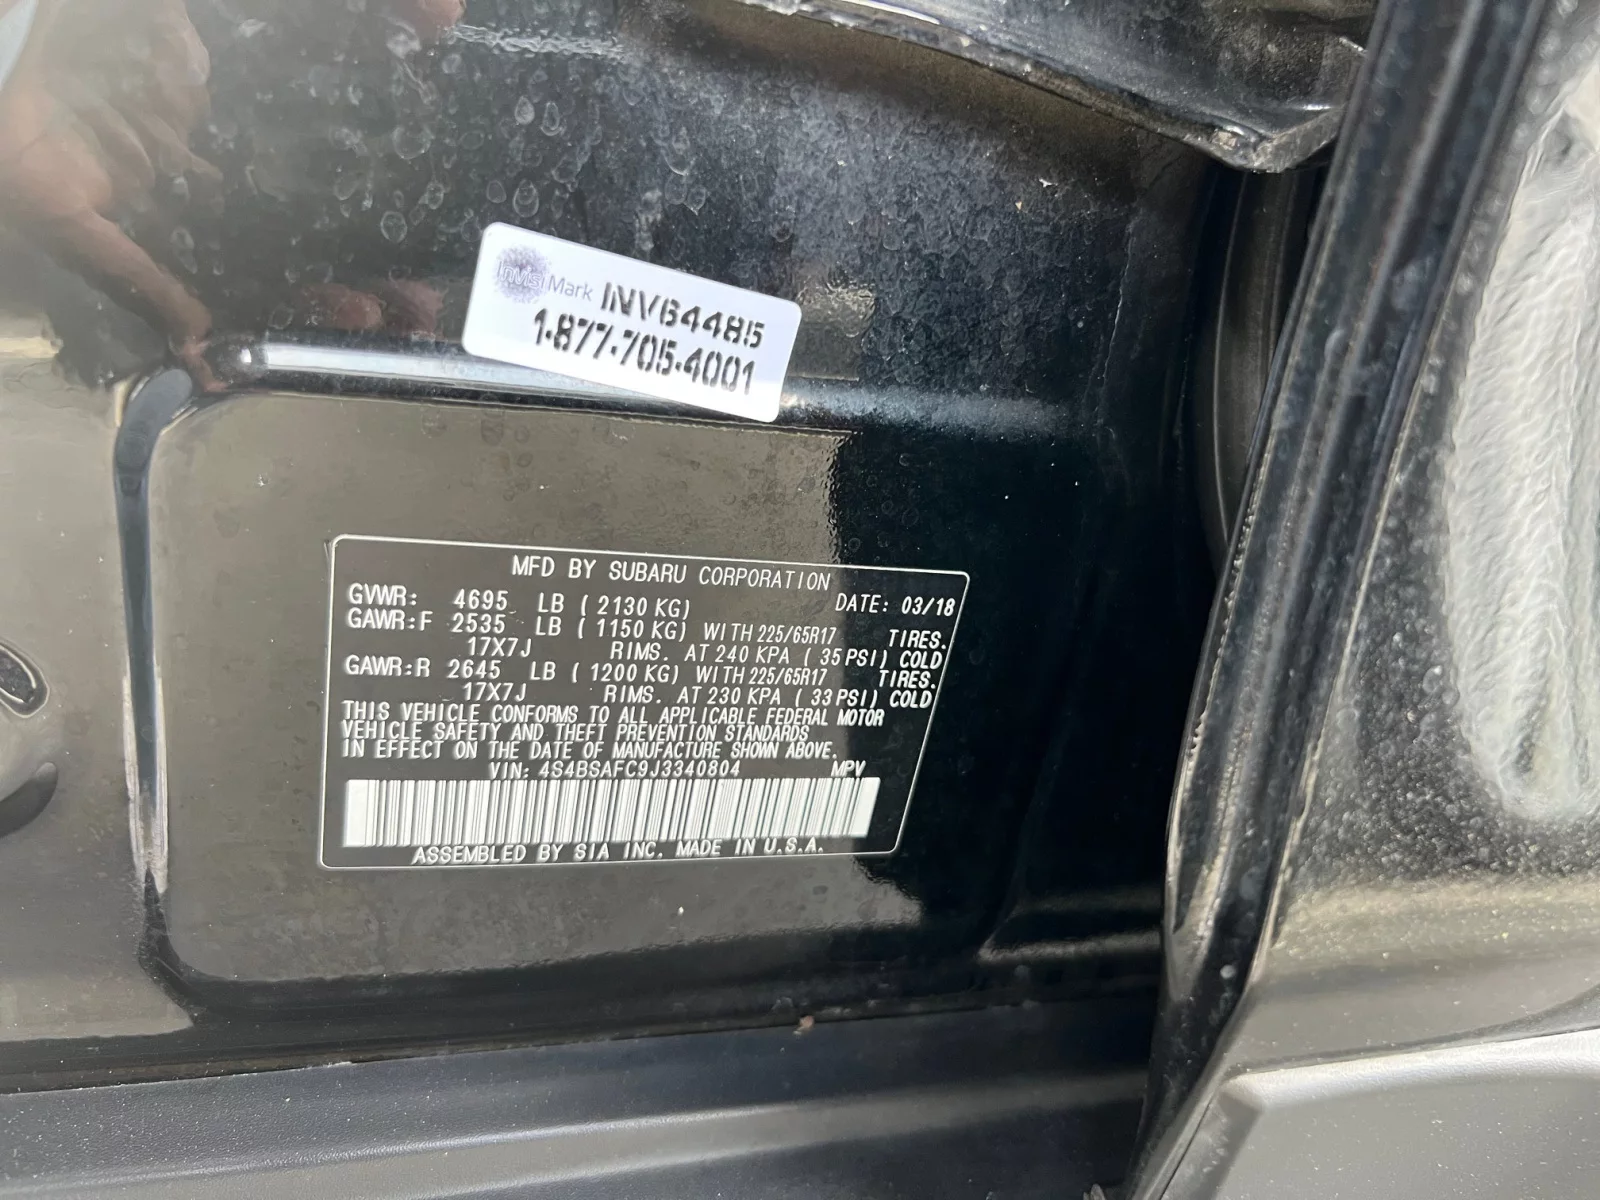 InvisiMark INV64485
1-877-705-4001
MFD BY SUBARU CORPORATION
GVWR: 4695 LB ( 2130 KG) DATE: 03/18
GAWR:F 2535 LB ( 1150 KG) WITH 225/65R17 TIRES.
17X7J RIMS. AT 240 KPA ( 35 PSI) COLD
GAWR:R 2645 LB ( 1200 KG) WITH 225/65R17 TIRES.
17X7J RIMS. AT 230 KPA ( 33 PSI) COLD
THIS VEHICLE CONFORMS TO ALL APPLICABLE FEDERAL MOTOR
VEHICLE SAFETY AND THEFT PREVENTION STANDARDS
IN EFFECT ON THE DATE OF MANUFACTURE SHOWN ABOVE.
VIN: 4S4BSAFC9J3340804 MPV
ASSEMBLED BY SIA INC. MADE IN U.S.A.